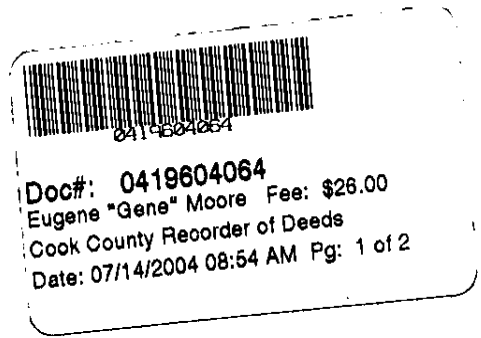 0419604064
Doc#: 0419604064
Eugene "Gene" Moore Fee: $26.00
Cook County Recorder of Deeds
Date: 07/14/2004 08:54 AM Pg: 1 of 2